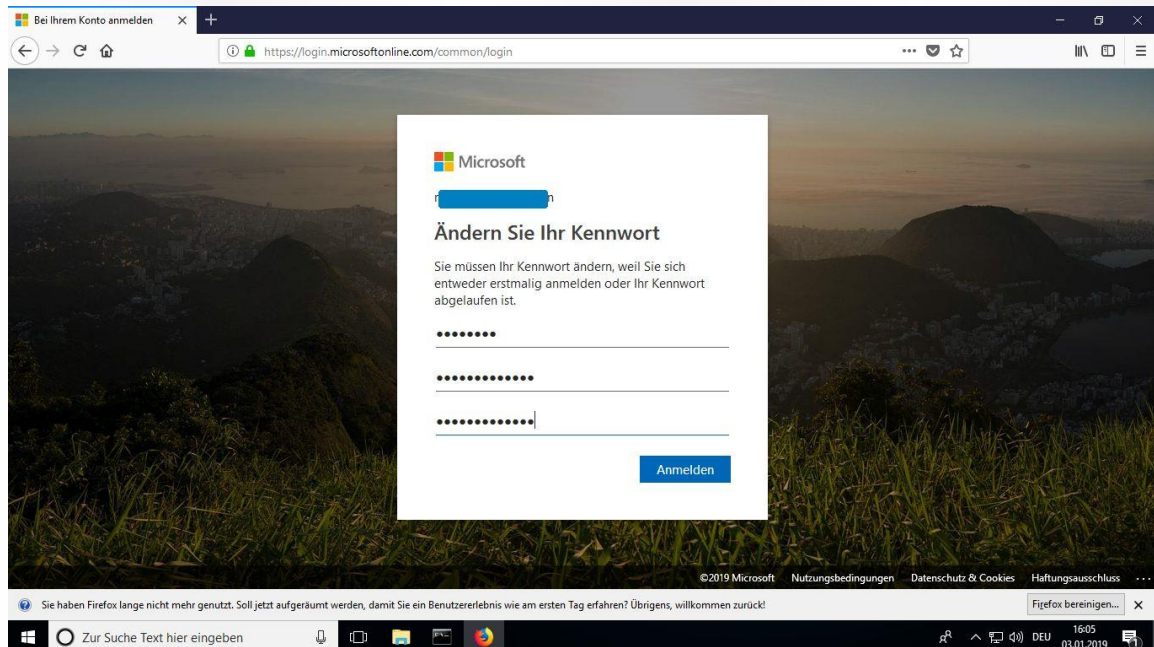 Bei Ihrem Konto anmelden
https://login.microsoftonline.com/common/login
Microsoft
r n
Ändern Sie Ihr Kennwort
Sie müssen Ihr Kennwort ändern, weil Sie sich
entweder erstmalig anmelden oder Ihr Kennwort
abgelaufen ist.
••••••••
•••••••••••••
•••••••••••••
Anmelden
©2019 Microsoft Nutzungsbedingungen Datenschutz & Cookies Haftungsausschluss ...
Sie haben Firefox lange nicht mehr genutzt. Soll jetzt aufgeräumt werden, damit Sie ein Benutzererlebnis wie am ersten Tag erfahren? Übrigens, willkommen zurück! Firefox bereinigen...
Zur Suche Text hier eingeben DEU 16:05
03.01.2019